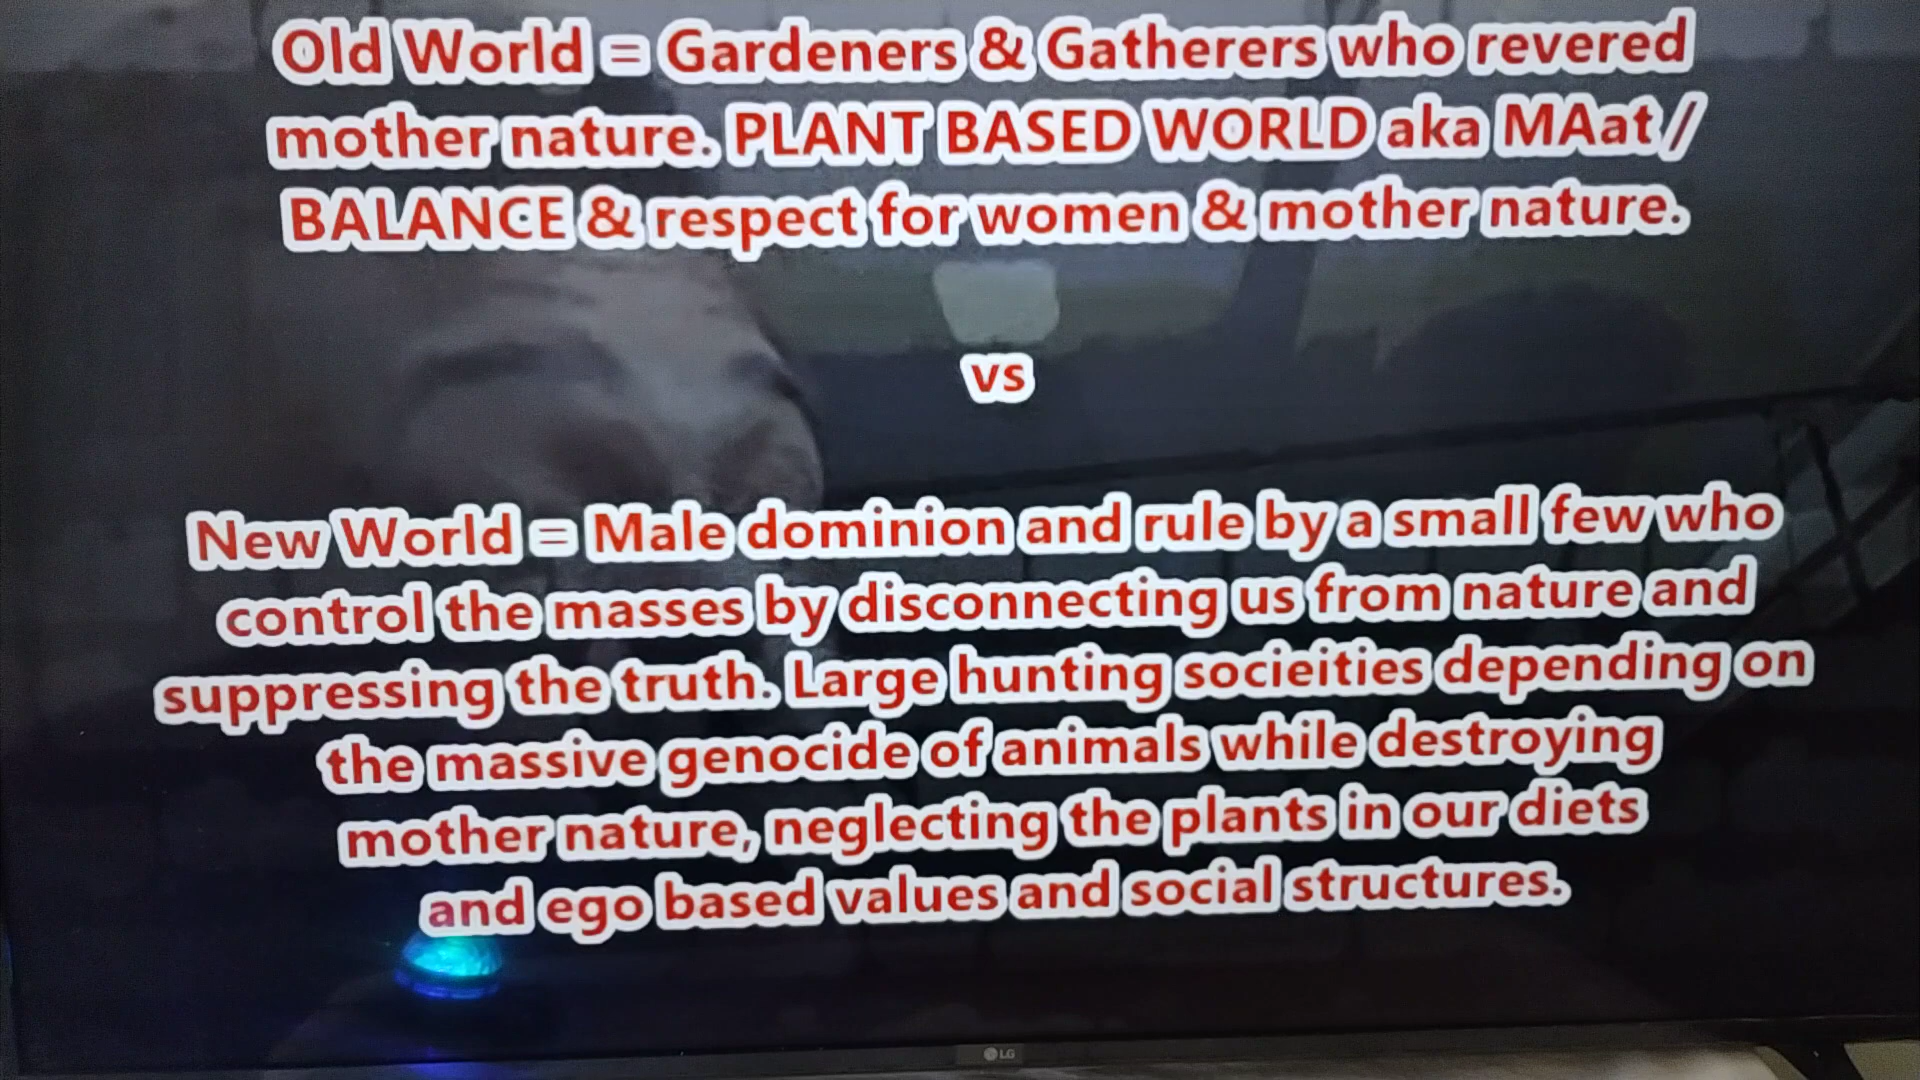 Old World = Gardeners & Gatherers who revered
mother nature. PLANT BASED WORLD aka MAat /
BALANCE & respect for women & mother nature.
vs
New World = Male dominion and rule by a small few who
control the masses by disconnecting us from nature and
suppressing the truth. Large hunting socieities depending on
the massive genocide of animals while destroying
mother nature, neglecting the plants in our diets
and ego based values and social structures.
LG